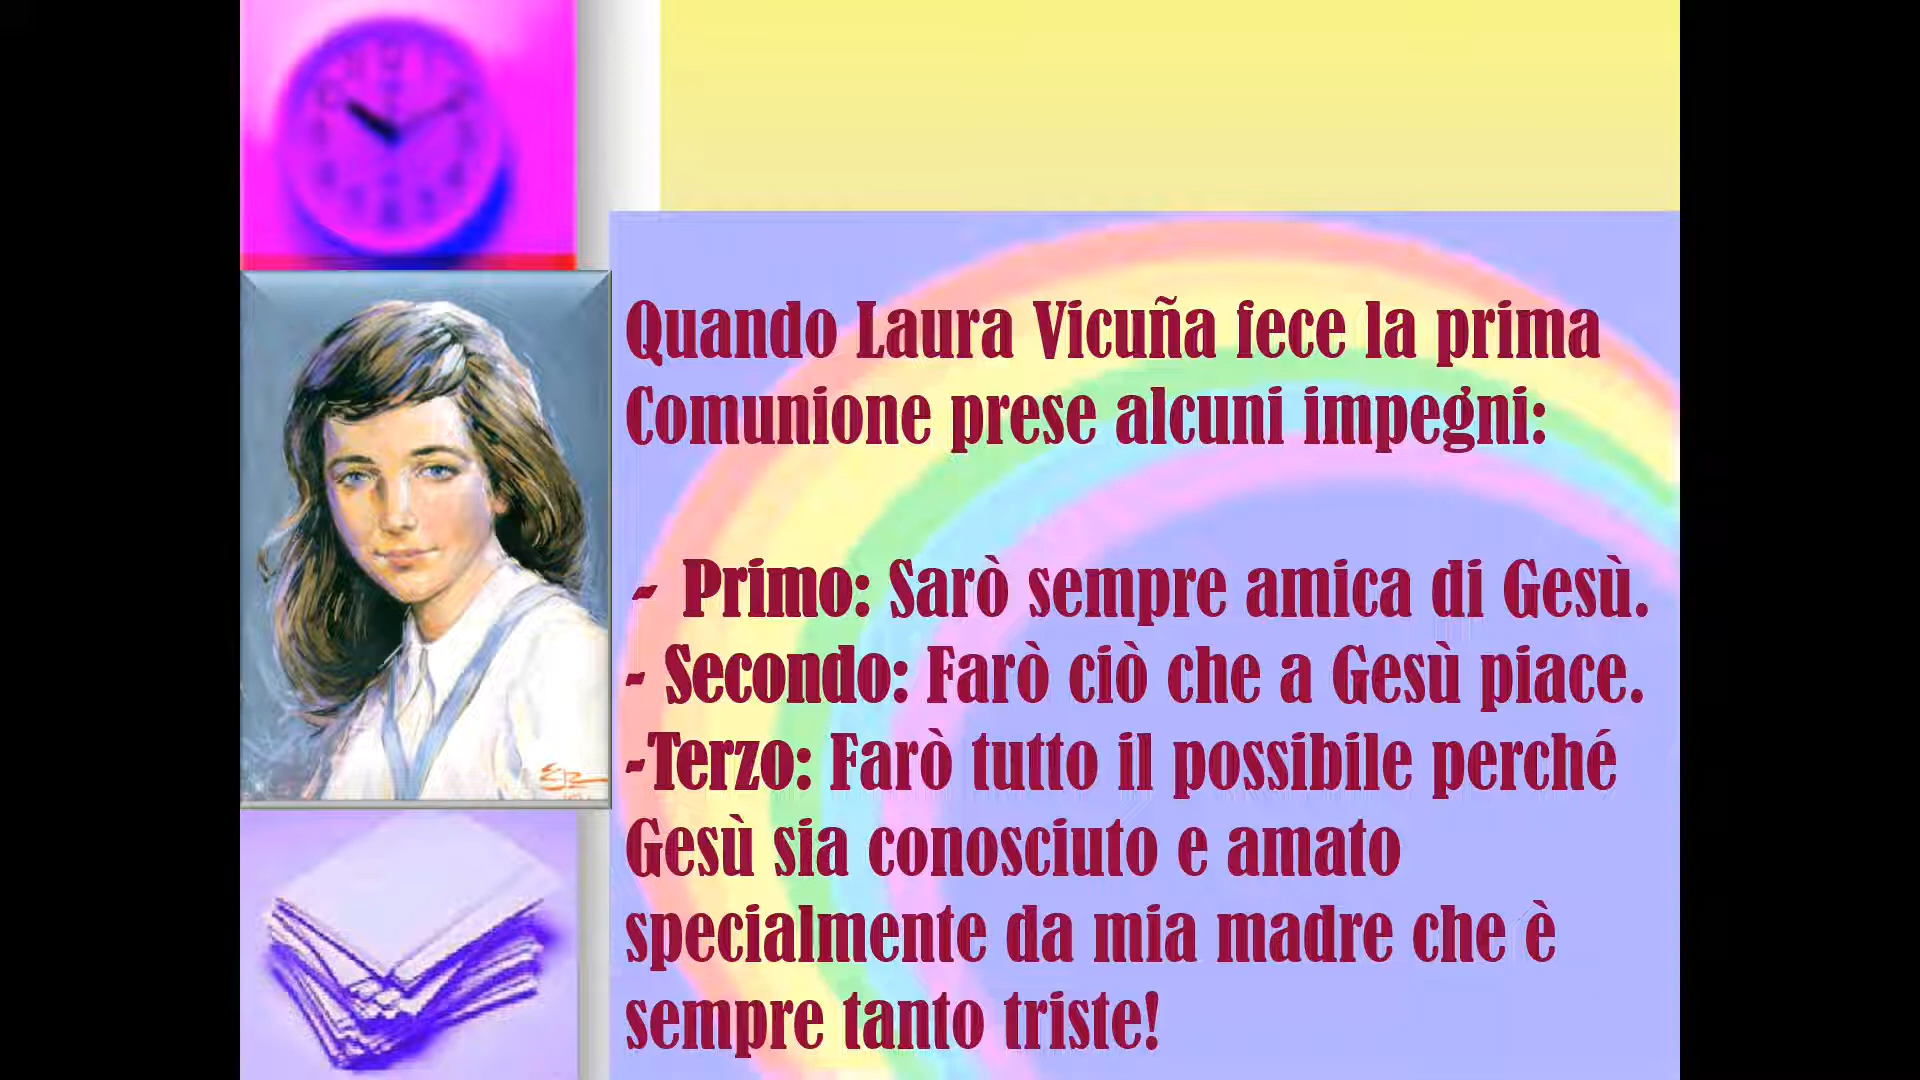 Quando Laura Vicuña fece la prima
Comunione prese alcuni impegni:
- Primo: Sarò sempre amica di Gesù.
- Secondo: Farò ciò che a Gesù piace.
-Terzo: Farò tutto il possibile perché
Gesù sia conosciuto e amato
specialmente da mia madre che è
sempre tanto triste!